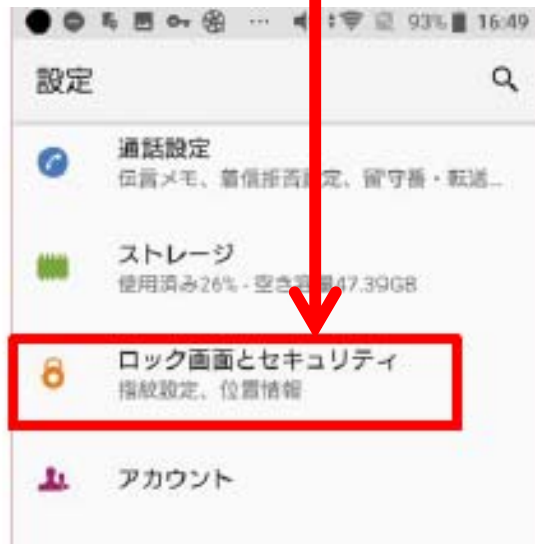 93% 16:49
設定
通話設定
伝言メモ、着信拒否設定、留守番・転送…
ストレージ
使用済み26% - 空き容量47.39GB
ロック画面とセキュリティ
指紋設定、位置情報
アカウント